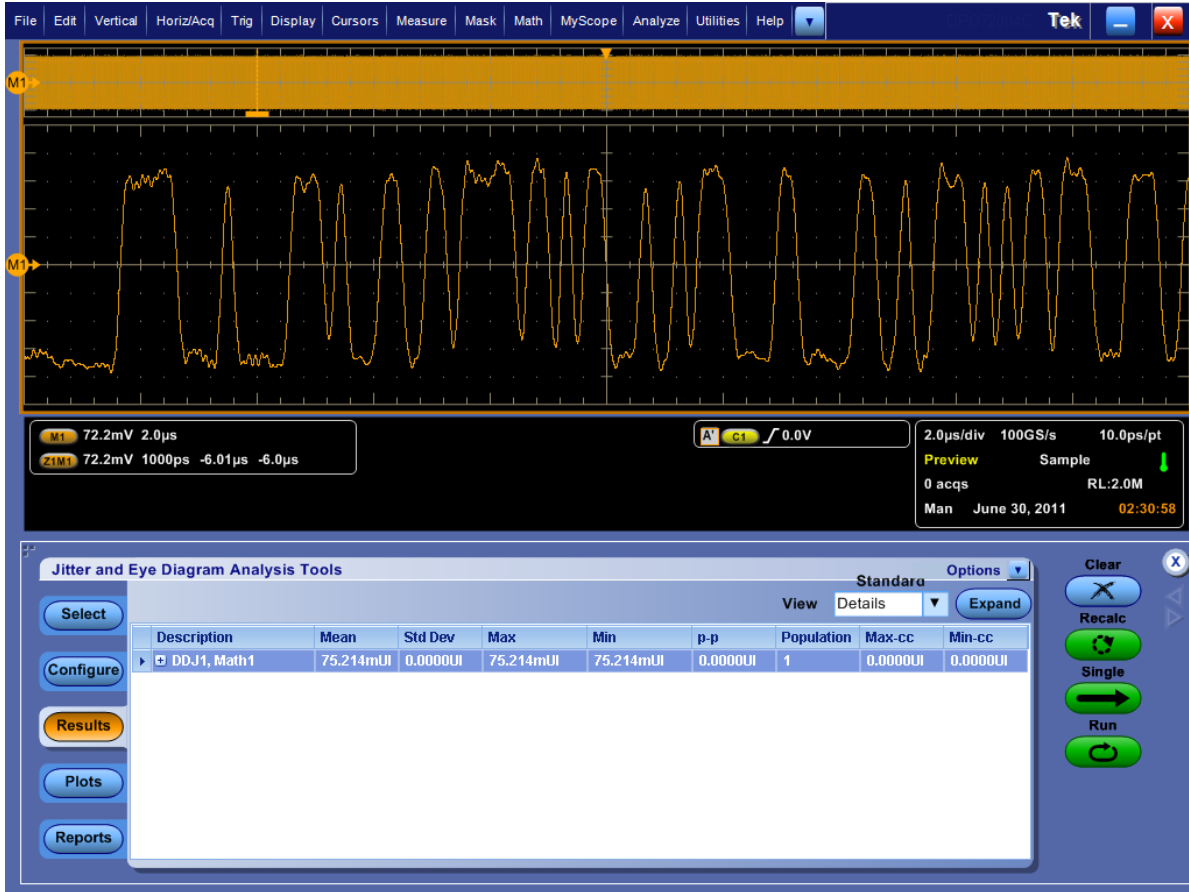 File Edit Vertical Horiz/Acq Trig Display Cursors Measure Mask Math MyScope Analyze Utilities Help Tek X
M1
M1
M1 72.2mV 2.0µs
Z1M1 72.2mV 1000ps -6.01µs -6.0µs
A' C1 0.0V
2.0µs/div 100GS/s 10.0ps/pt
Preview Sample
0 acqs RL:2.0M
Man June 30, 2011 02:30:58
Jitter and Eye Diagram Analysis Tools
Options
Select
Configure
Results
Plots
Reports
Standard
View Details Expand
Description Mean Std Dev Max Min p-p Population Max-cc Min-cc
DDJ1, Math1 75.214mUI 0.0000UI 75.214mUI 75.214mUI 0.0000UI 1 0.0000UI 0.0000UI
Clear
X
Recalc
Single
Run